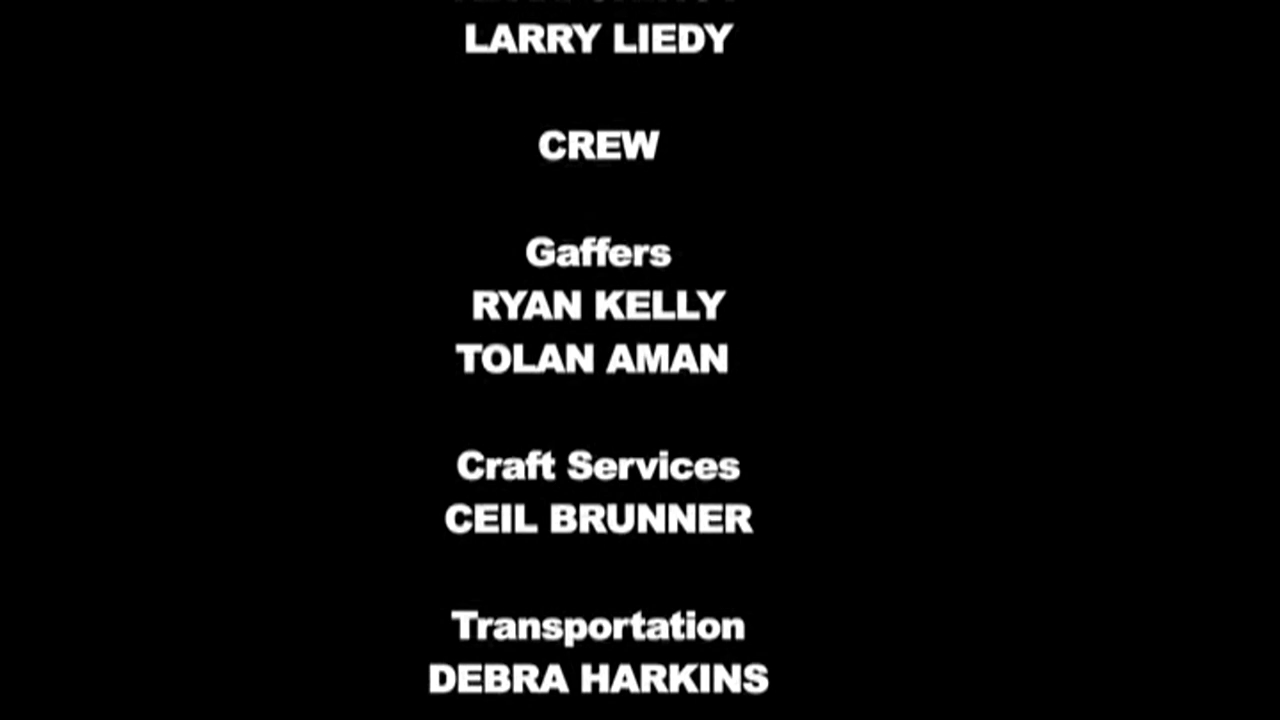 LARRY LIEDY
CREW
Gaffers
RYAN KELLY
TOLAN AMAN
Craft Services
CEIL BRUNNER
Transportation
DEBRA HARKINS